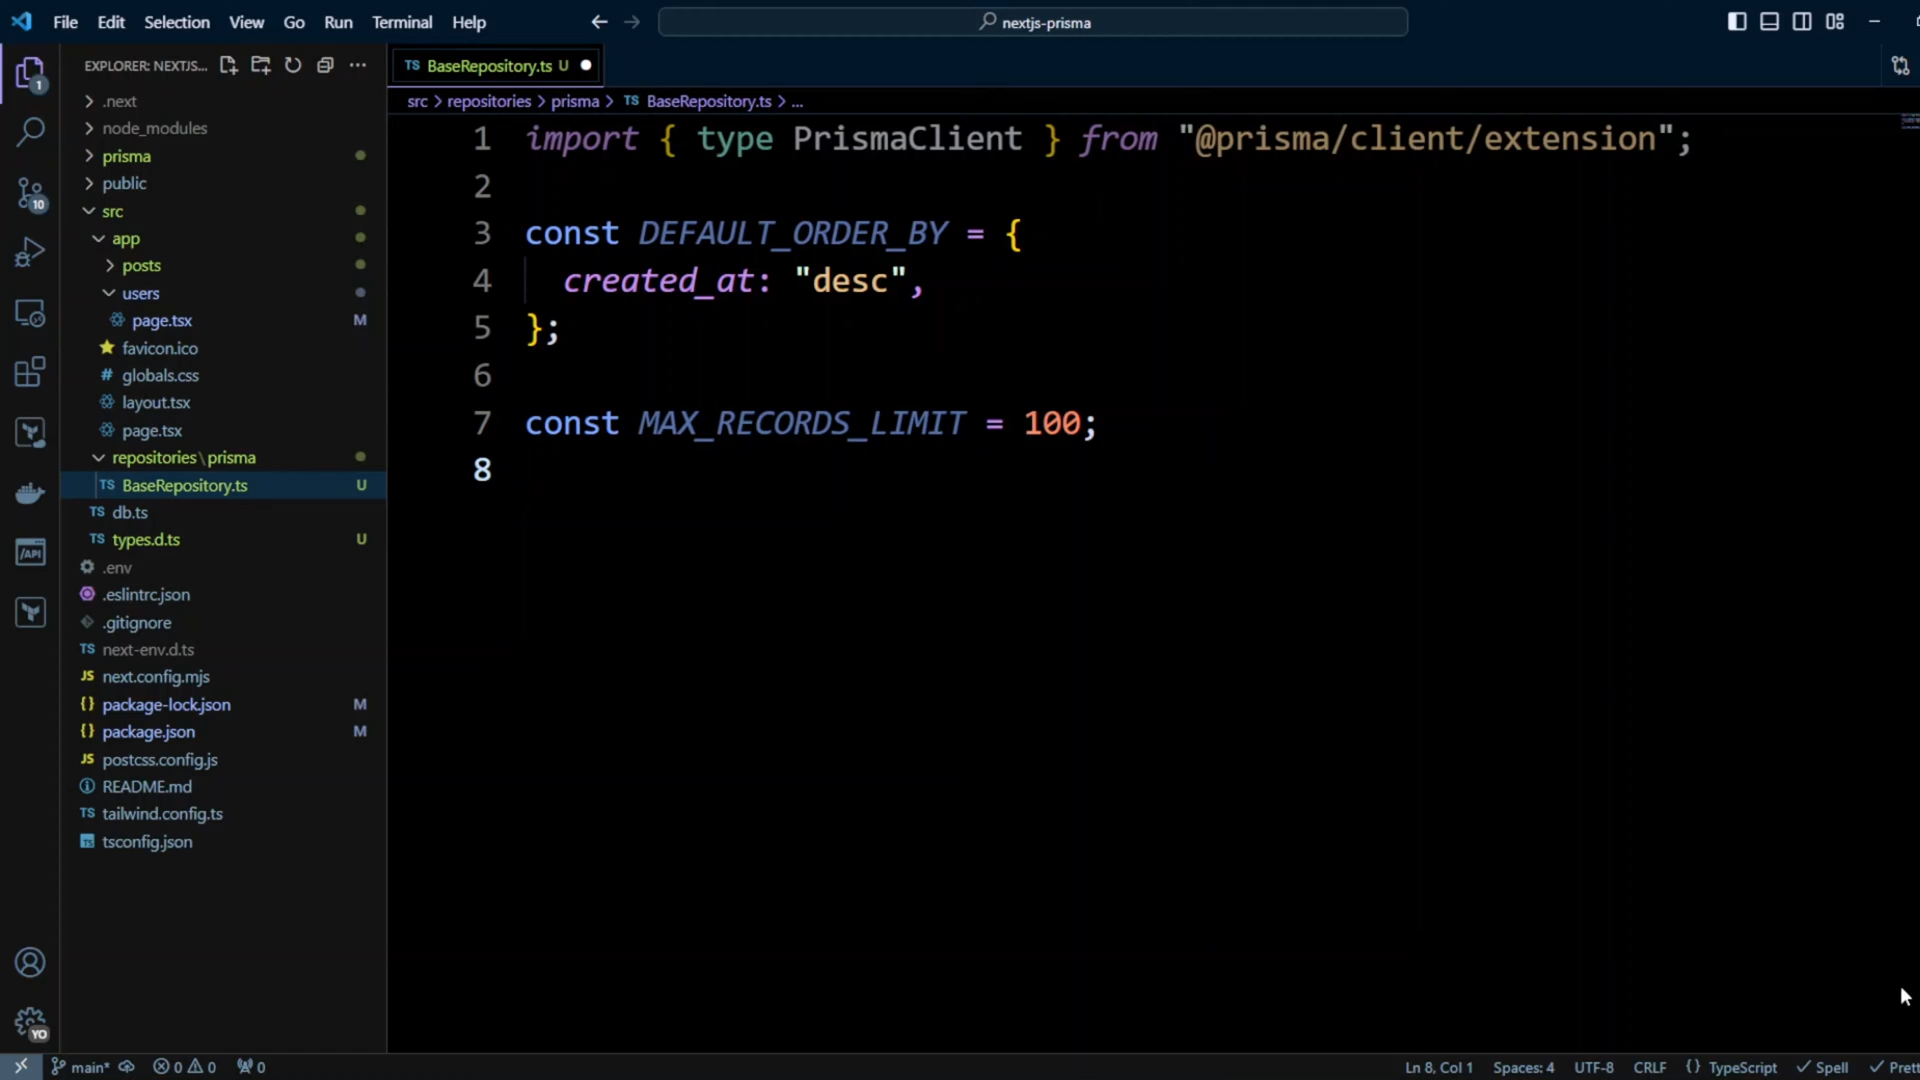 File Edit Selection View Go Run Terminal Help
nextjs-prisma
EXPLORER: NEXTJS...
TS BaseRepository.ts U
src > repositories > prisma > TS BaseRepository.ts > ...
1
10
.next
node_modules
prisma
public
src
app
posts
users
page.tsx M
favicon.ico
# globals.css
layout.tsx
page.tsx
repositories\prisma
TS BaseRepository.ts U
TS db.ts
TS types.d.ts U
.env
.eslintrc.json
.gitignore
TS next-env.d.ts
JS next.config.mjs
{} package-lock.json M
{} package.json M
JS postcss.config.js
README.md
TS tailwind.config.ts
TS tsconfig.json
/API
YO
1 import { type PrismaClient } from "@prisma/client/extension";
2
3 const DEFAULT_ORDER_BY = {
4 created_at: "desc",
5 };
6
7 const MAX_RECORDS_LIMIT = 100;
8
main* 0 0 0
Ln 8, Col 1 Spaces: 4 UTF-8 CRLF {} TypeScript Spell Prett